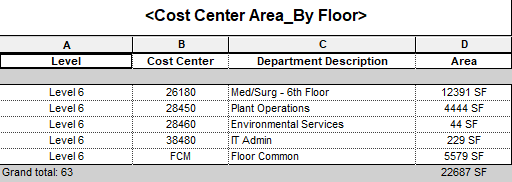 <Cost Center Area_By Floor>
A B C D
Level Cost Center Department Description Area
Level 6 26180 Med/Surg - 6th Floor 12391 SF
Level 6 28450 Plant Operations 4444 SF
Level 6 28460 Environmental Services 44 SF
Level 6 38480 IT Admin 229 SF
Level 6 FCM Floor Common 5579 SF
Grand total: 63 22687 SF